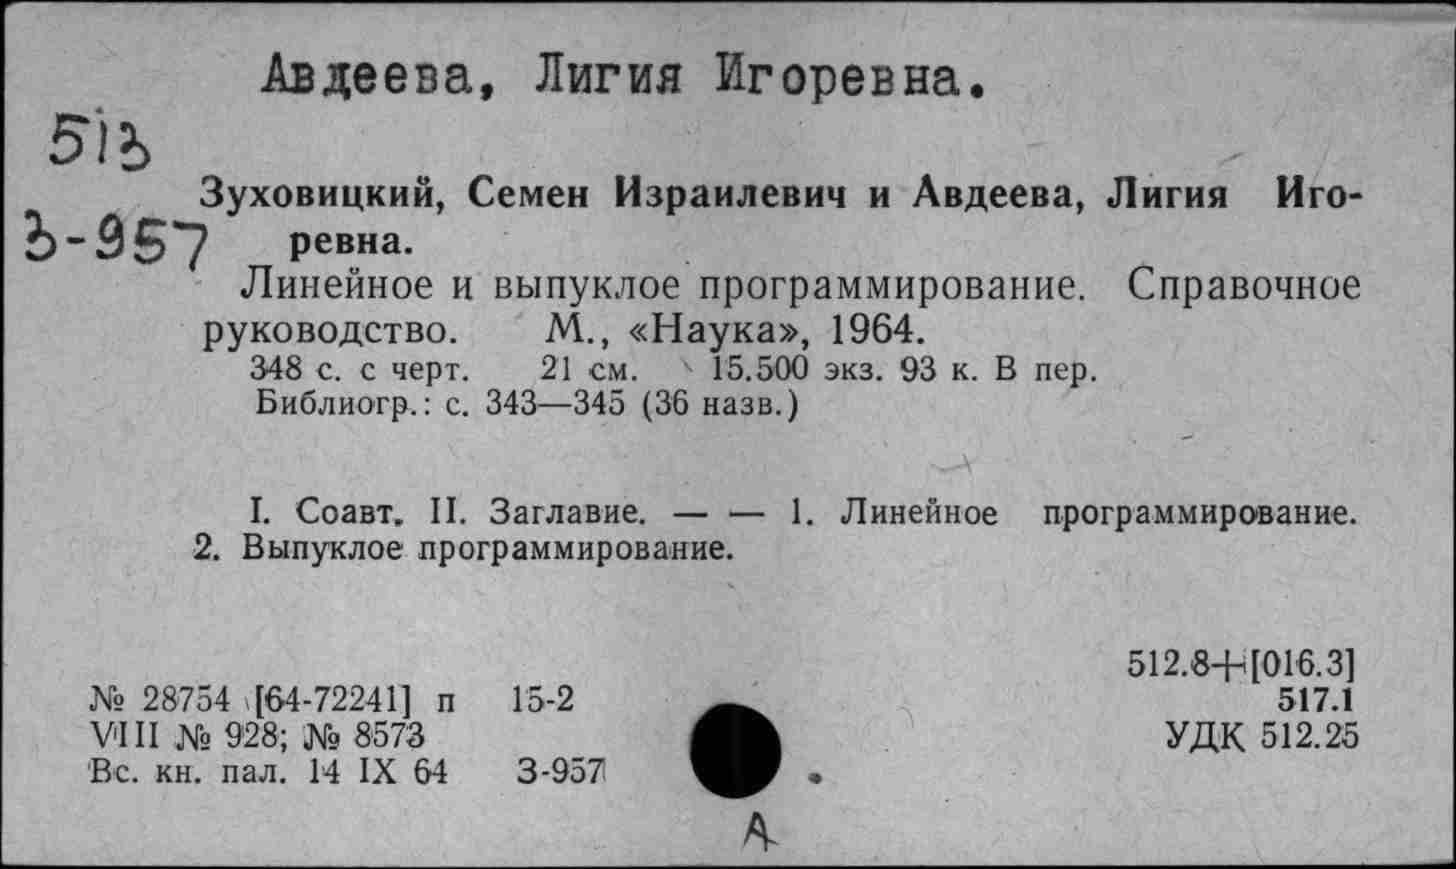 Авдеева, Лигия Игоревна.
Зуховицкий, Семен Израилевич и Авдеева, Лигия Иго-
З-957 ревна.
Линейное и выпуклое программирование. Справочное
руководство. М., «Наука», 1964.
348 с. с черт. 21 см. 15.500 экз. 93 к. В пер.
Библиогр.: с. 343—345 (36 назв.)
I. Соавт. II. Заглавие. — — 1. Линейное программирование.
2. Выпуклое программирование.
512.8+[016.3]
№ 28754 [64-72241] п 15-2 517.1
VIII № 928; № 8573 УДК 512.25
Вс. кн. пал. 14 IX 64 З-957
А